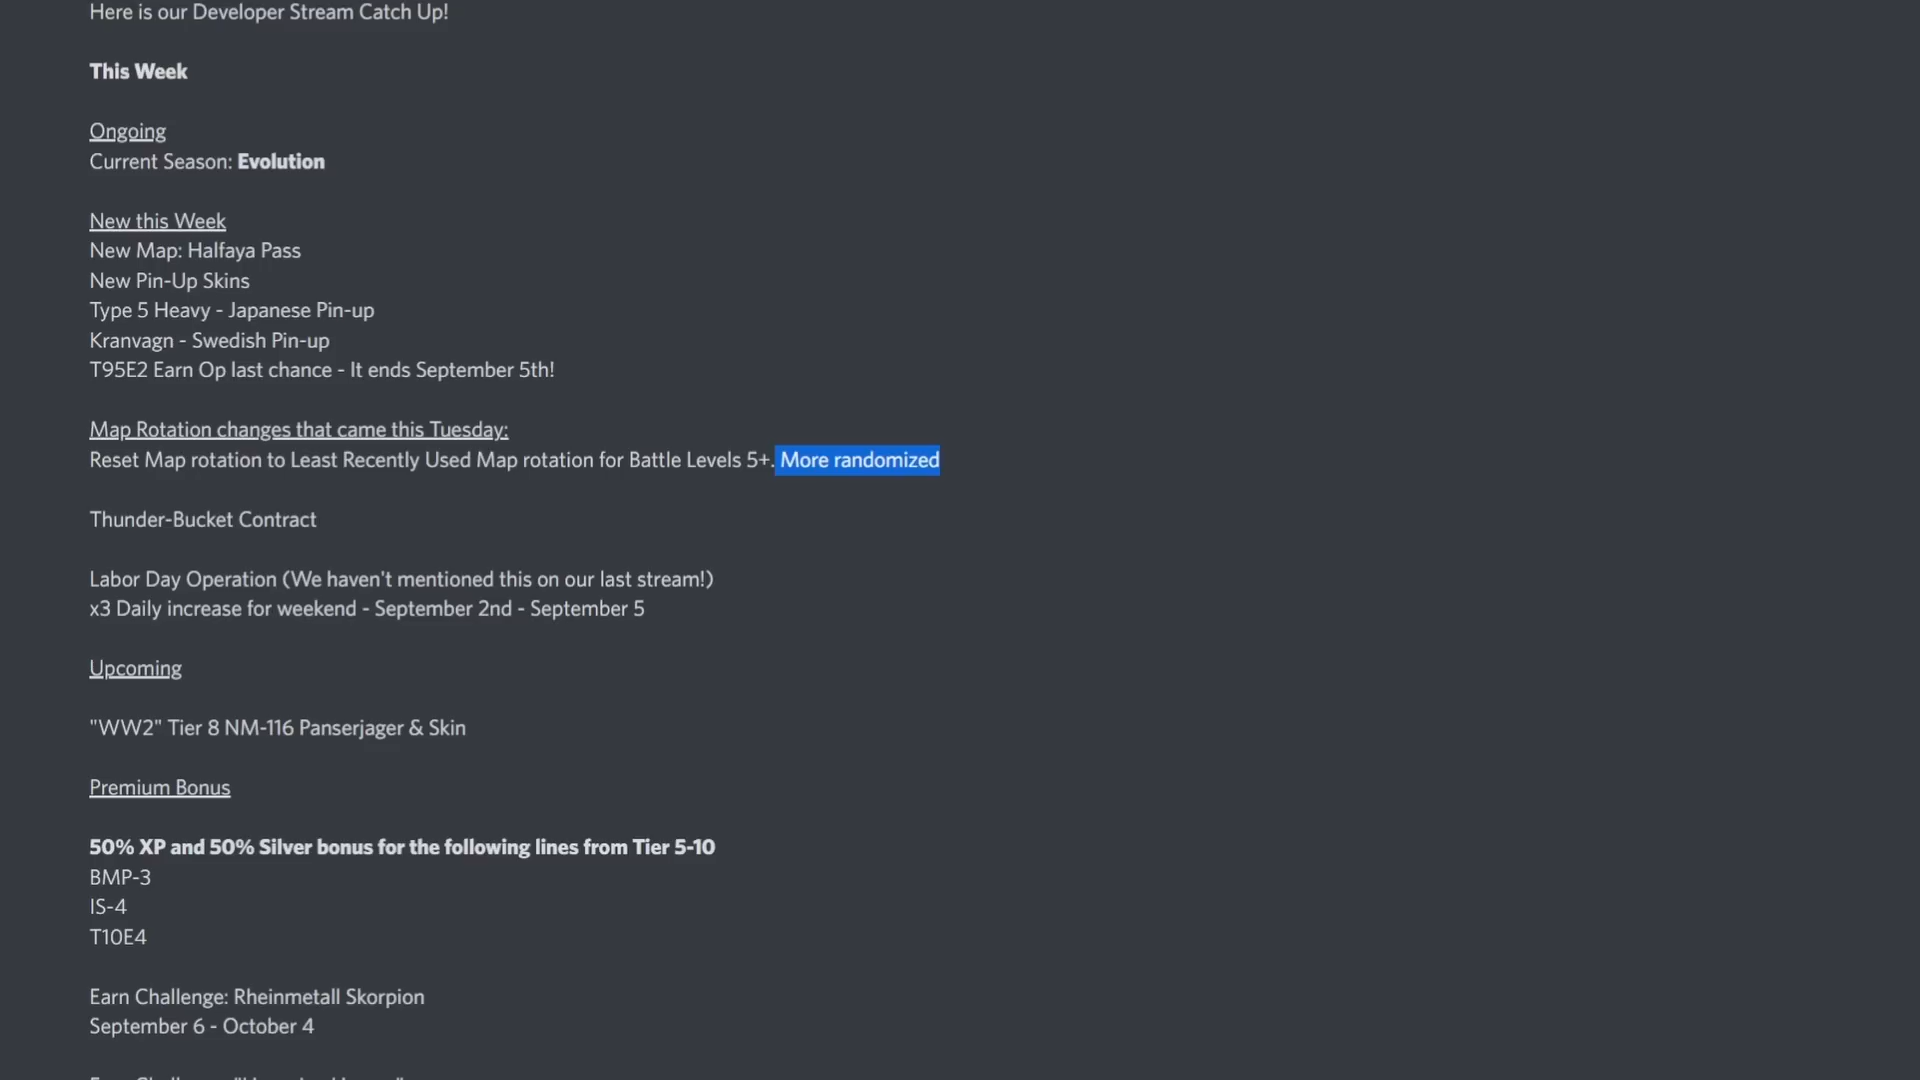 Here is our Developer Stream Catch Up!
This Week
Ongoing
Current Season: Evolution
New this Week
New Map: Halfaya Pass
New Pin-Up Skins
Type 5 Heavy - Japanese Pin-up
Kranvagn - Swedish Pin-up
T95E2 Earn Op last chance - It ends September 5th!
Map Rotation changes that came this Tuesday:
Reset Map rotation to Least Recently Used Map rotation for Battle Levels 5+. More randomized
Thunder-Bucket Contract
Labor Day Operation (We haven't mentioned this on our last stream!)
x3 Daily increase for weekend - September 2nd - September 5
Upcoming
"WW2" Tier 8 NM-116 Panserjager & Skin
Premium Bonus
50% XP and 50% Silver bonus for the following lines from Tier 5-10
BMP-3
IS-4
T10E4
Earn Challenge: Rheinmetall Skorpion
September 6 - October 4